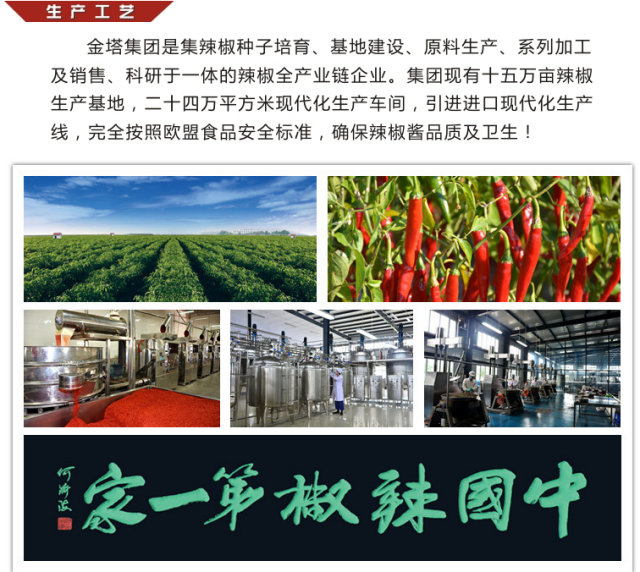 生产工艺
金塔集团是集辣椒种子培育、基地建设、原料生产、系列加工
及销售、科研于一体的辣椒全产业链企业。集团现有十五万亩辣椒
生产基地，二十四万平方米现代化生产车间，引进进口现代化生产
线，完全按照欧盟食品安全标准，确保辣椒酱品质及卫生！
中國辣椒第一家